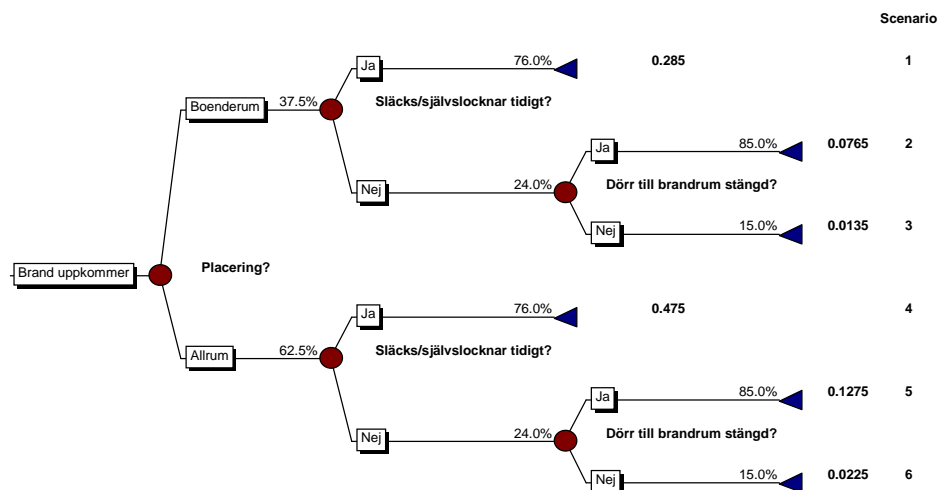 Scenario
Ja 76.0% 0.285 1
Släcks/självslocknar tidigt?
Boenderum 37.5%
Ja 85.0% 0.0765 2
Nej 24.0% Dörr till brandrum stängd?
Nej 15.0% 0.0135 3
Placering?
Brand uppkommer
Ja 76.0% 0.475 4
Släcks/självslocknar tidigt?
Allrum 62.5%
Ja 85.0% 0.1275 5
Nej 24.0% Dörr till brandrum stängd?
Nej 15.0% 0.0225 6